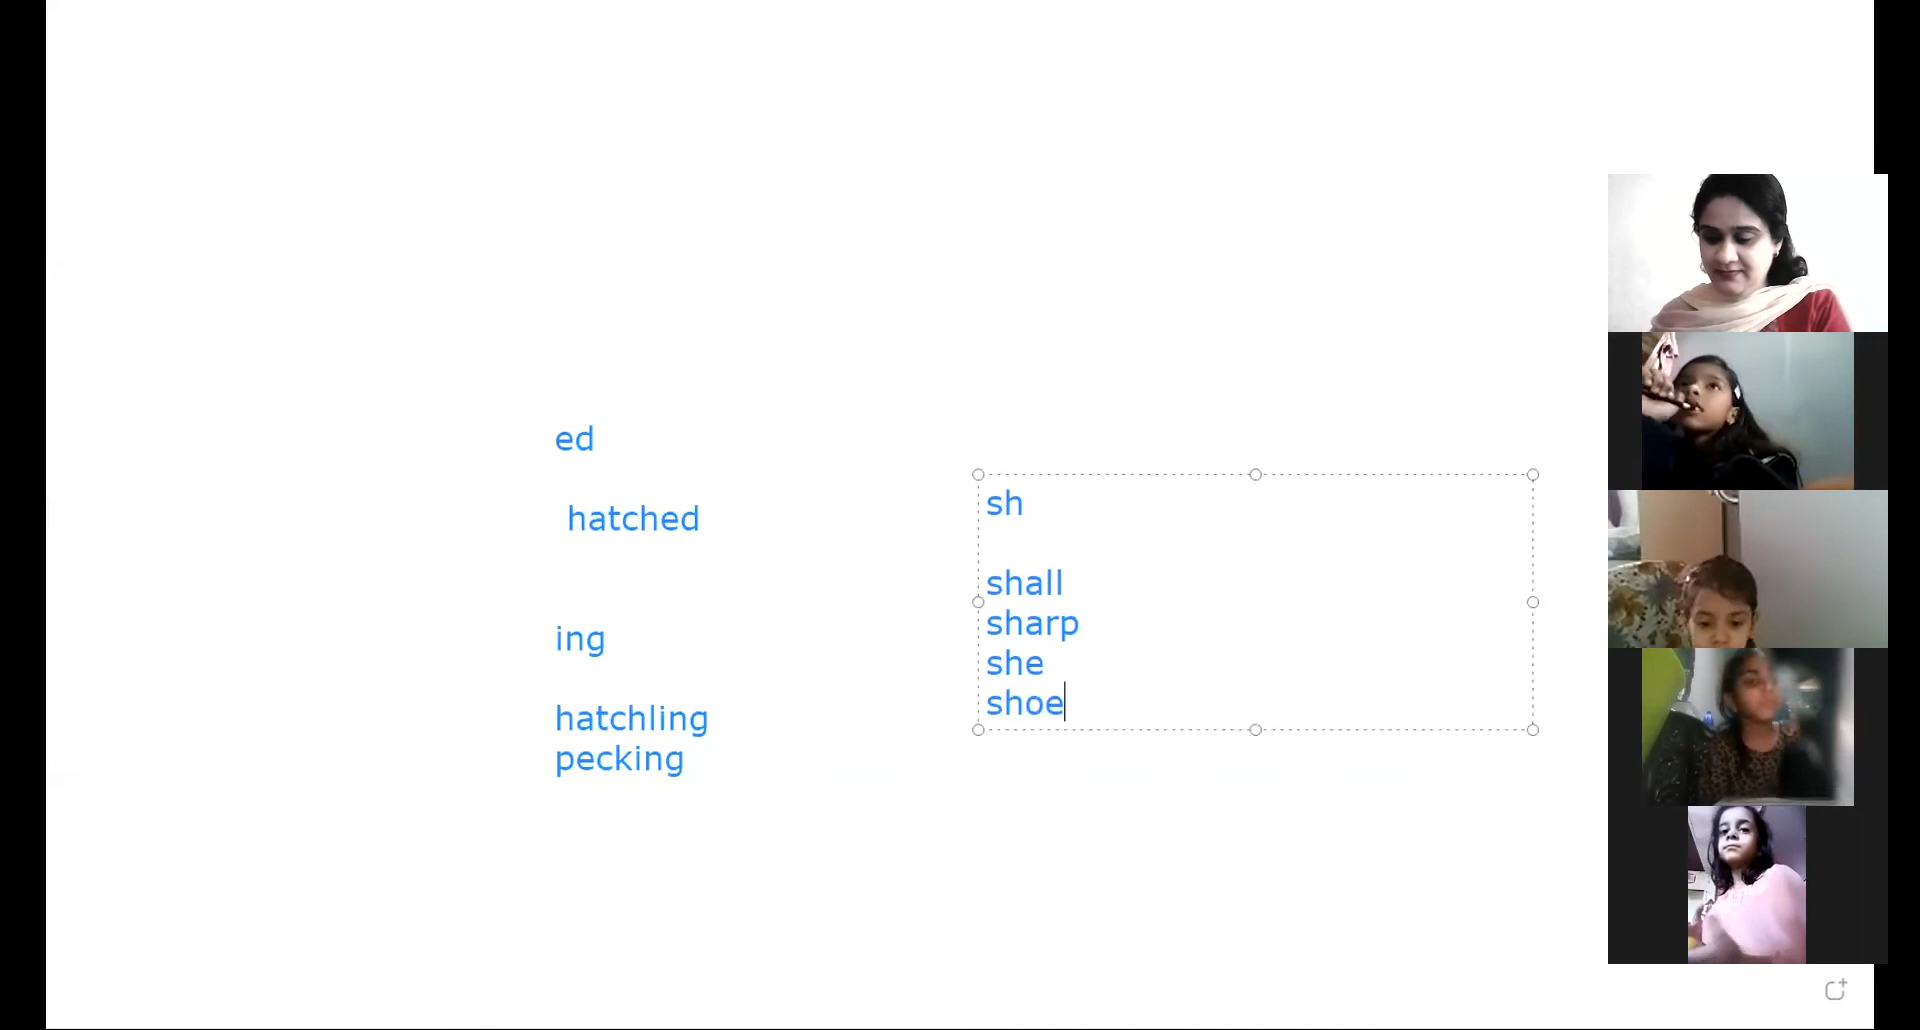 ed
hatched
ing
hatchling
pecking
sh
shall
sharp
she
shoe